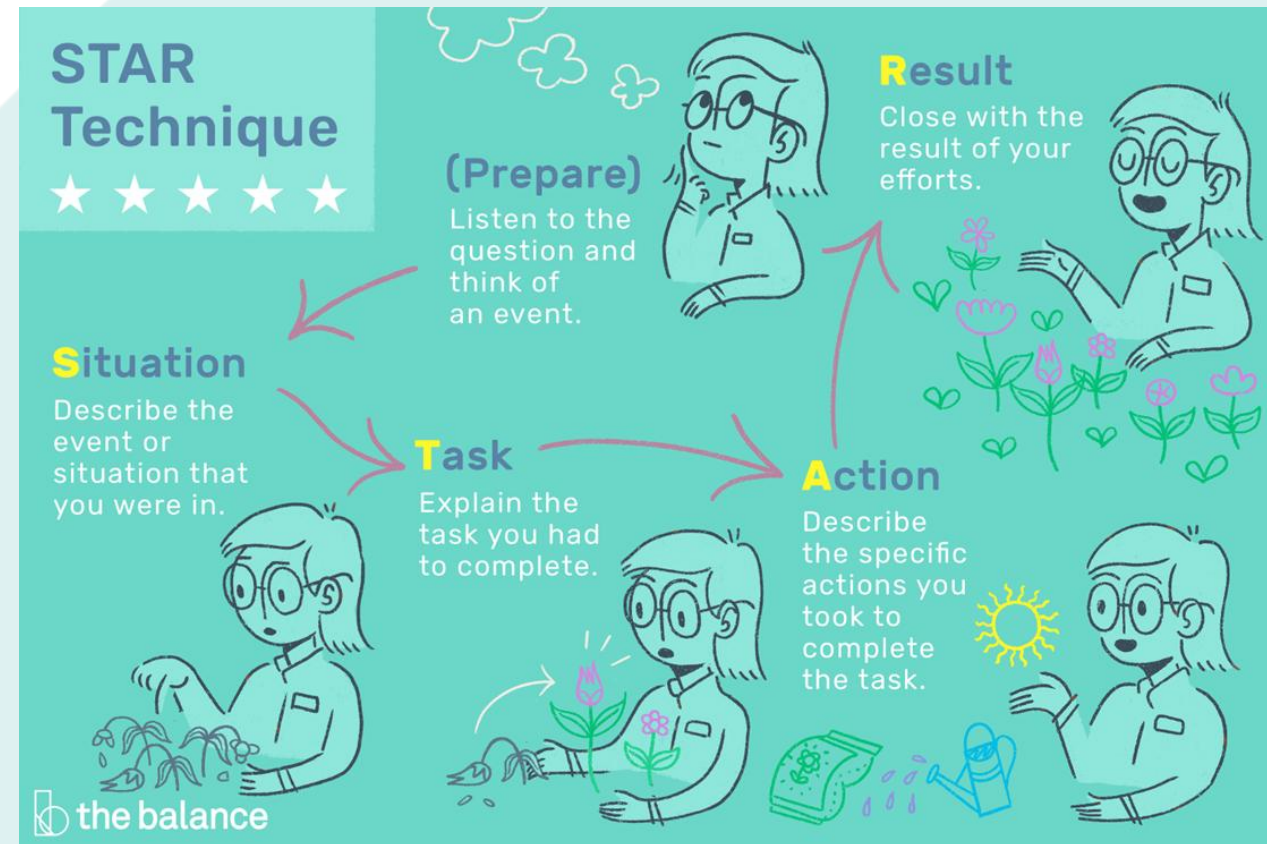 STAR
Technique
(Prepare)
Listen to the
question and
think of
an event.
Situation
Describe the
event or
situation that
you were in.
Task
Explain the
task you had
to complete.
Action
Describe
the specific
actions you
took to
complete
the task.
Result
Close with the
result of your
efforts.
the balance